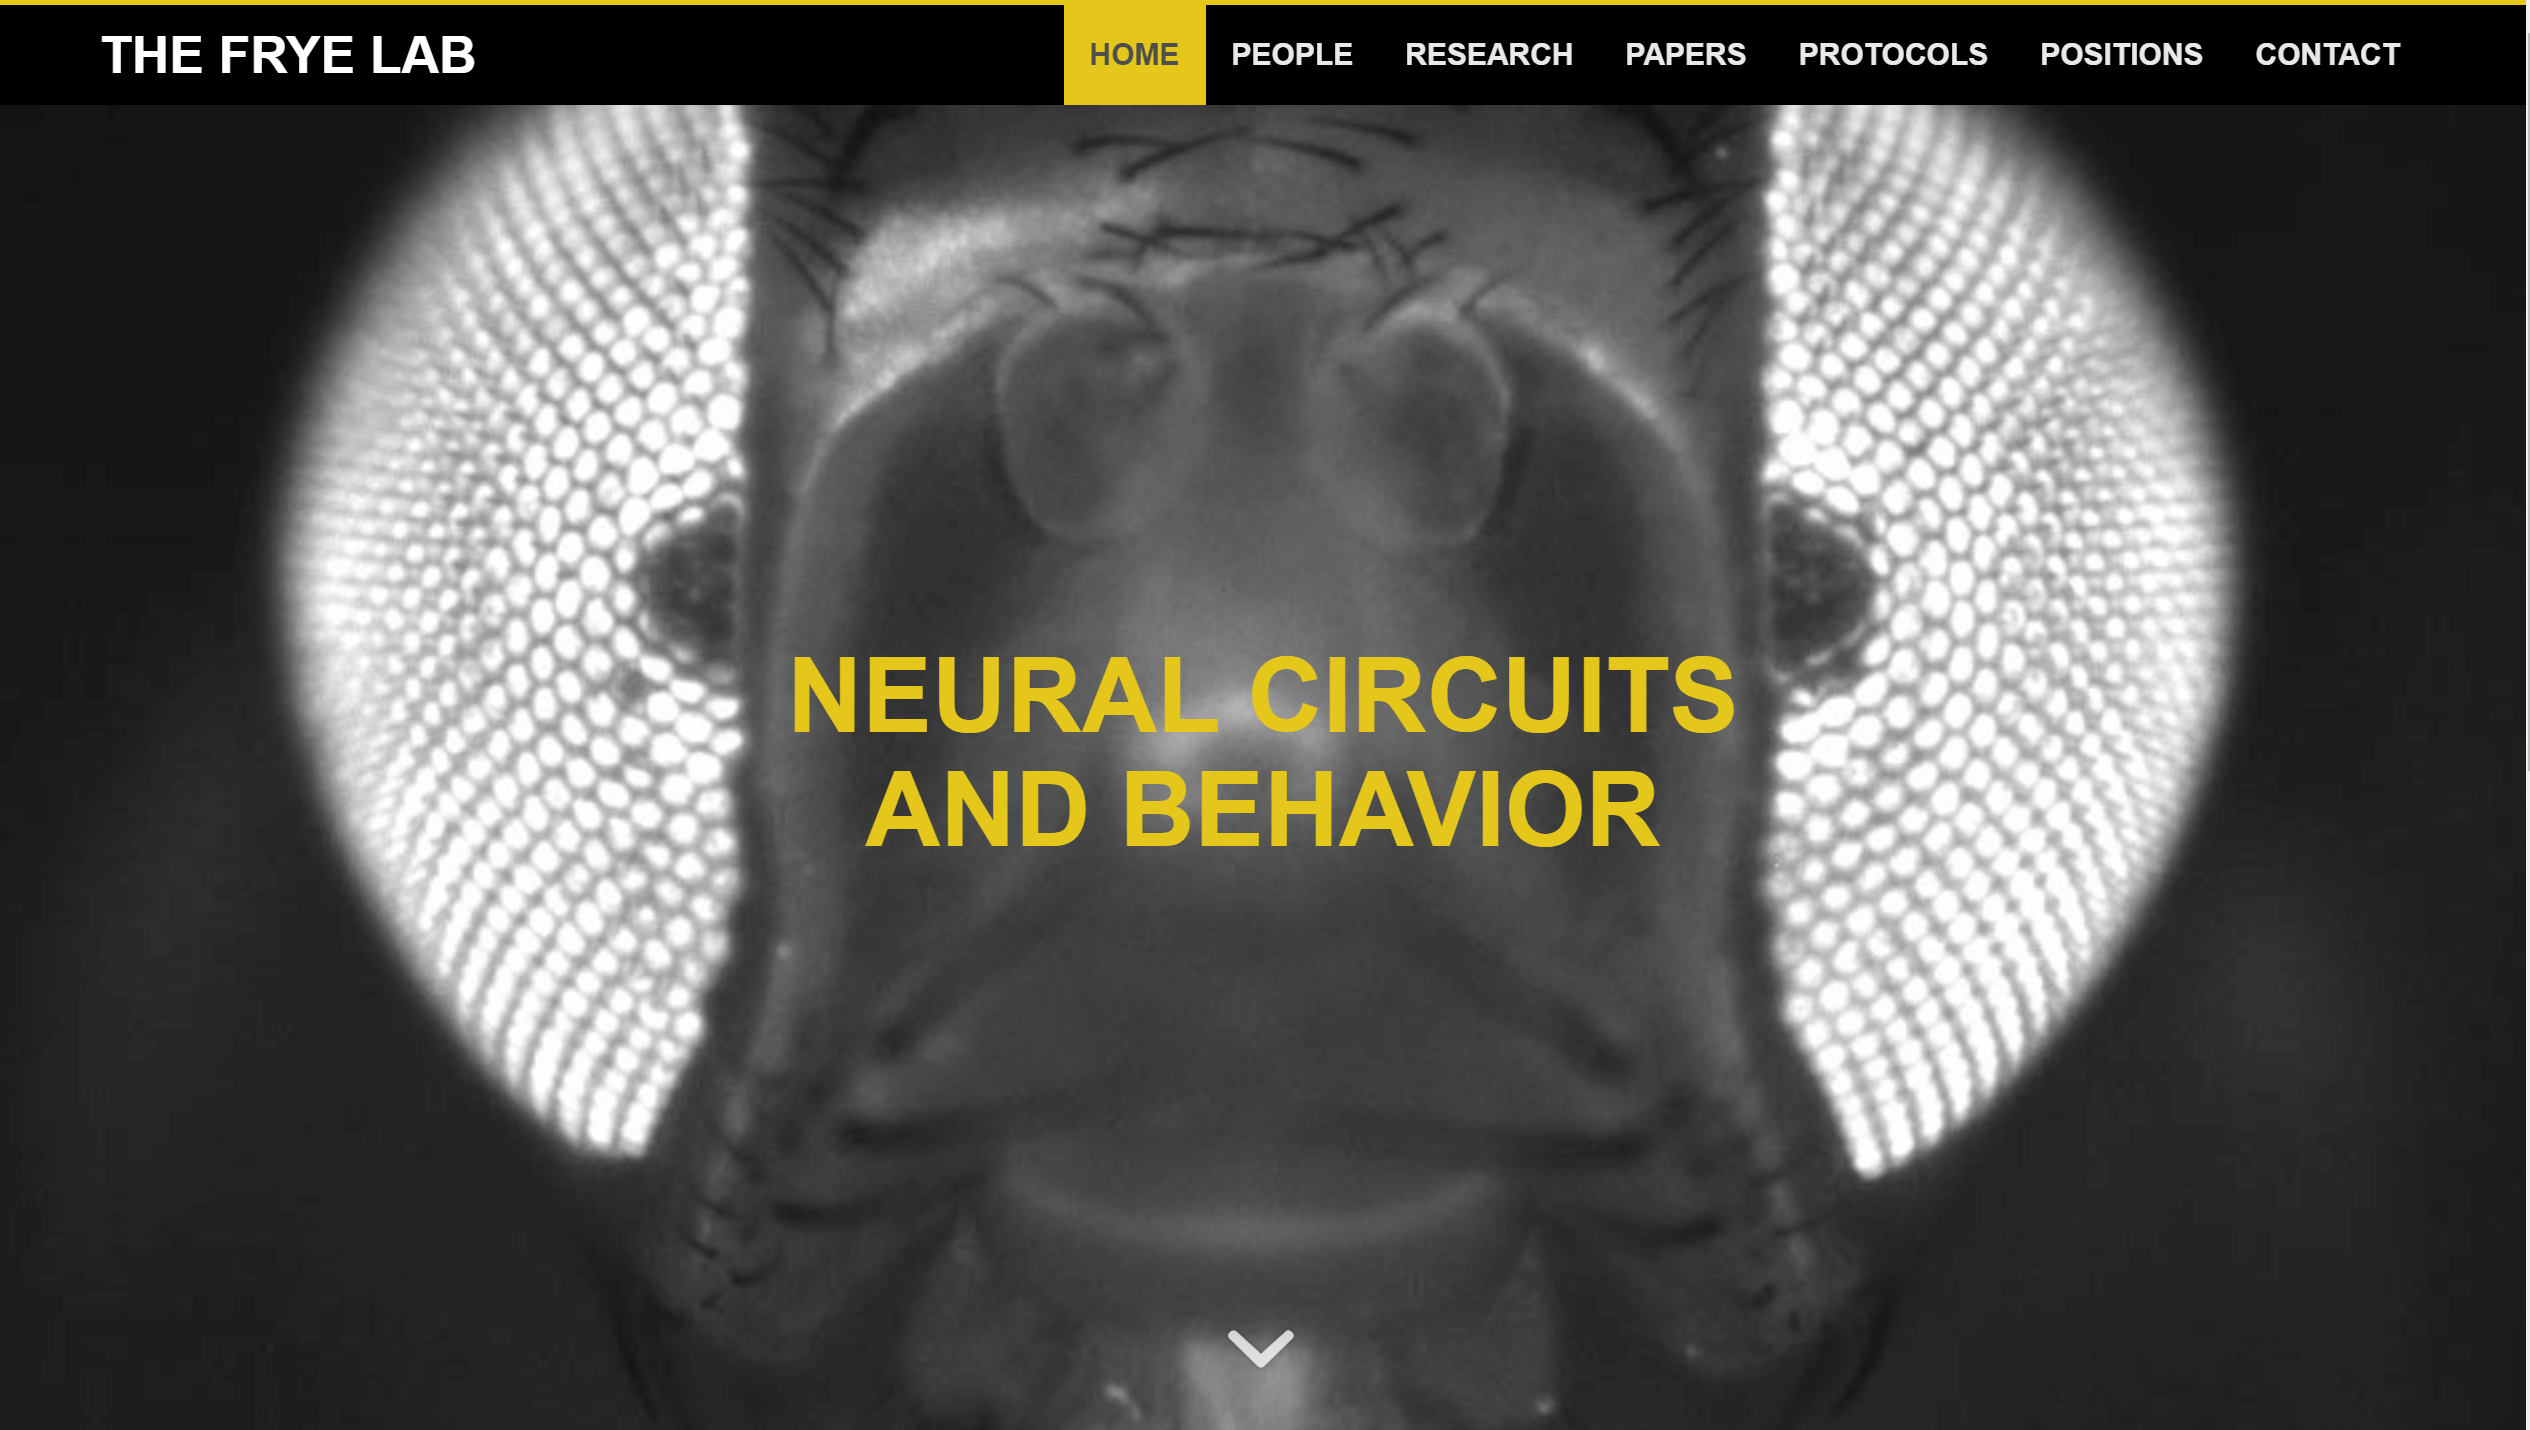 THE FRYE LAB
HOME PEOPLE RESEARCH PAPERS PROTOCOLS POSITIONS CONTACT
NEURAL CIRCUITS
AND BEHAVIOR